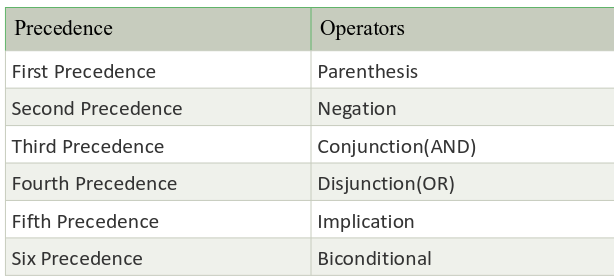 Precedence Operators
First Precedence Parenthesis
Second Precedence Negation
Third Precedence Conjunction(AND)
Fourth Precedence Disjunction(OR)
Fifth Precedence Implication
Six Precedence Biconditional